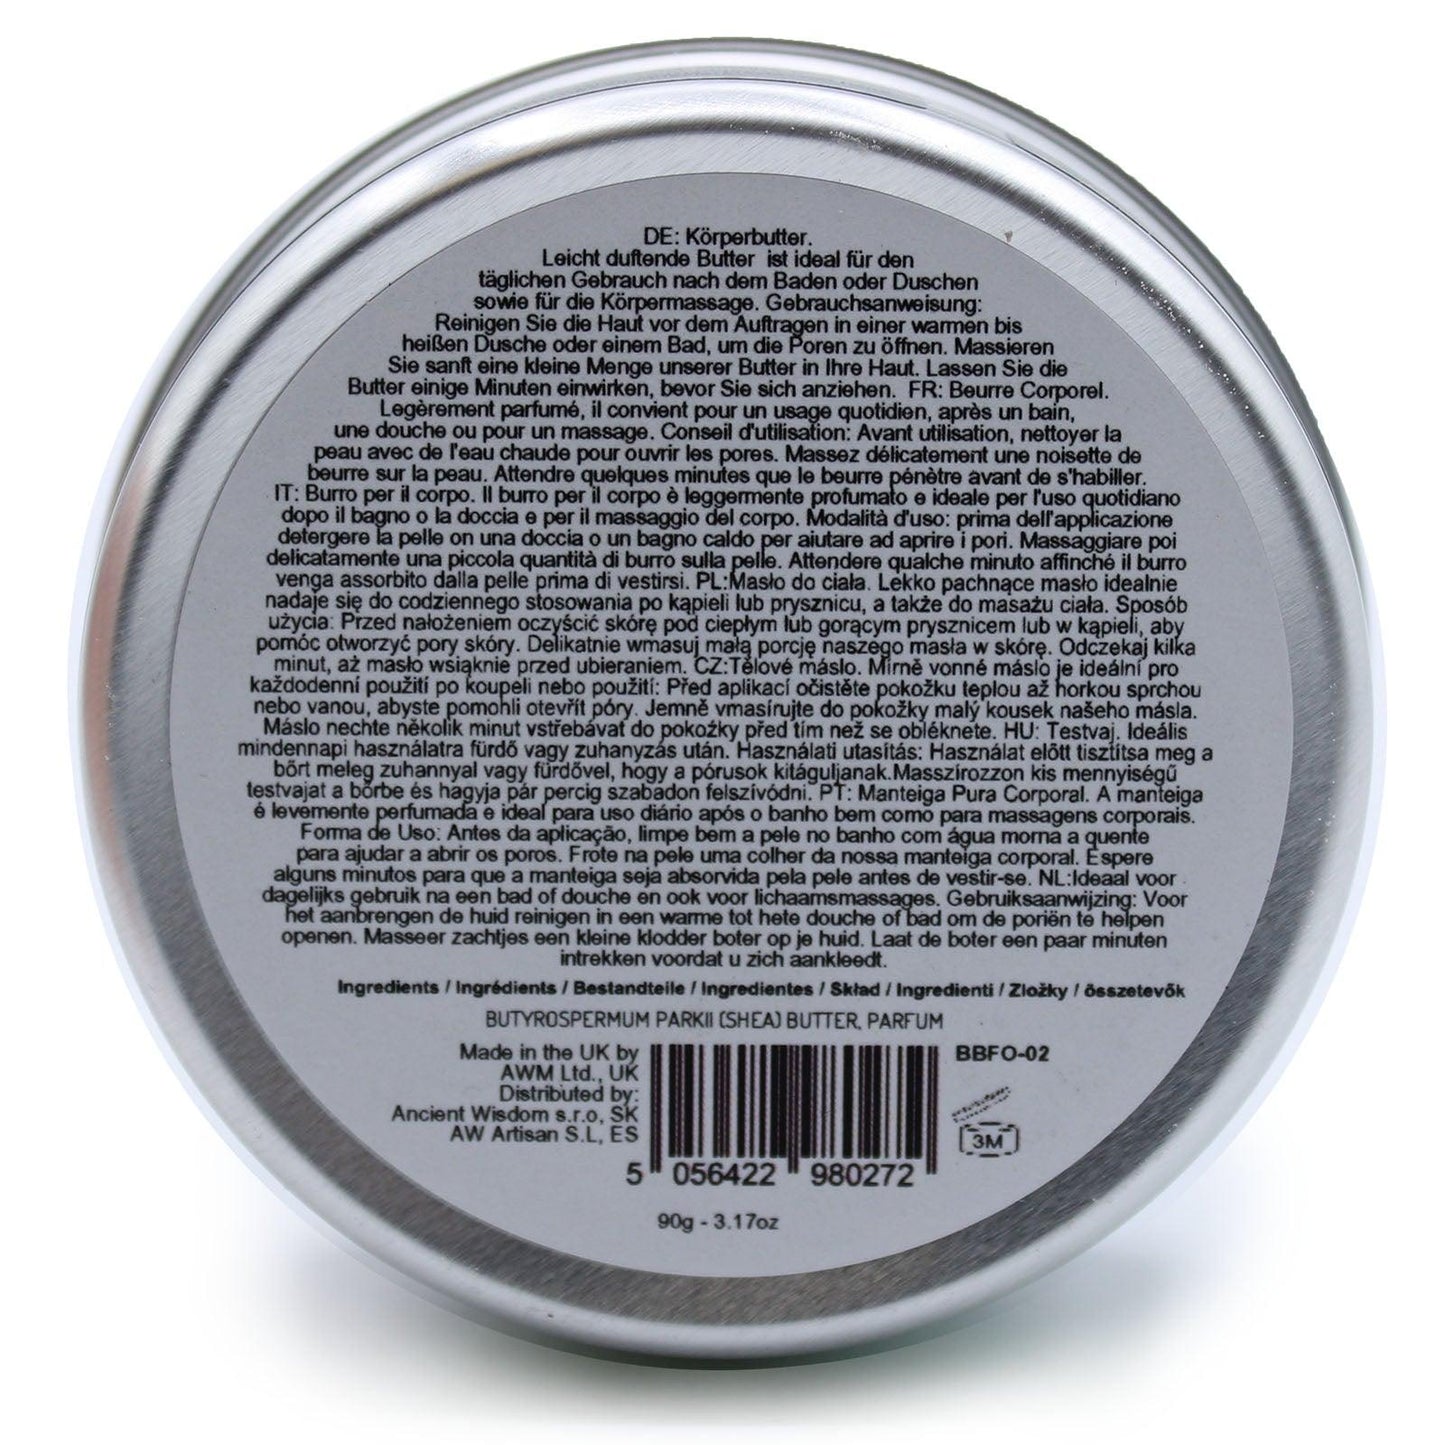 DE: Körperbutter.
Leicht duftende Butter ist ideal für den
täglichen Gebrauch nach dem Baden oder Duschen
sowie für die Körpermassage. Gebrauchsanweisung:
Reinigen Sie die Haut vor dem Auftragen in einer warmen bis
heißen Dusche oder einem Bad, um die Poren zu öffnen. Massieren
Sie sanft eine kleine Menge unserer Butter in Ihre Haut. Lassen Sie die
Butter einige Minuten einwirken, bevor Sie sich anziehen. FR: Beurre Corporel.
Legèrement parfumé, il convient pour un usage quotidien, après un bain,
une douche ou pour un massage. Conseil d'utilisation: Avant utilisation, nettoyer la
peau avec de l'eau chaude pour ouvrir les pores. Massez délicatement une noisette de
beurre sur la peau. Attendre quelques minutes que le beurre pénètre avant de s'habiller.
IT: Burro per il corpo. Il burro per il corpo è leggermente profumato e ideale per l'uso quotidiano
dopo il bagno o la doccia e per il massaggio del corpo. Modalità d'uso: prima dell'applicazione
detergere la pelle on una doccia o un bagno caldo per aiutare ad aprire i pori. Massaggiare poi
delicatamente una piccola quantità di burro sulla pelle. Attendere qualche minuto affinché il burro
venga assorbito dalla pelle prima di vestirsi. PL:Masło do ciała. Lekko pachnące masło idealnie
nadaje się do codziennego stosowania po kąpieli lub prysznicu, a także do masażu ciała. Sposób
użycia: Przed nałożeniem oczyścić skórę pod ciepłym lub gorącym prysznicem lub w kąpieli, aby
pomóc otworzyć pory skóry. Delikatnie wmasuj małą porcję naszego masła w skórę. Odczekaj kilka
minut, aż masło wsiąknie przed ubieraniem. CZ:Tělové máslo. Mírně vonné máslo je ideální pro
každodenní použití po koupeli nebo použití: Před aplikací očistěte pokožku teplou až horkou sprchou
nebo vanou, abyste pomohli otevřít póry. Jemně vmasírujte do pokožky malý kousek našeho másla.
Máslo nechte několik minut vstřebávat do pokožky před tím než se obléknete. HU: Testvaj. Ideális
mindennapi használatra fürdő vagy zuhanyzás után. Használati utasítás: Használat előtt tisztítsa meg a
bőrt meleg zuhannyal vagy fürdővel, hogy a pórusok kitáguljanak.Masszírozzon kis mennyiségű
testvajat a bőrbe és hagyja pár percig szabadon felszívódni. PT: Manteiga Pura Corporal. A manteiga
é levemente perfumada e ideal para uso diário após o banho bem como para massagens corporais.
Forma de Uso: Antes da aplicação, limpe bem a pele no banho com água morna a quente
para ajudar a abrir os poros. Frote na pele uma colher da nossa manteiga corporal. Espere
alguns minutos para que a manteiga seja absorvida pela pele antes de vestir-se. NL:Ideaal voor
dagelijks gebruik na een bad of douche en ook voor lichaamsmassages. Gebruiksaanwijzing: Voor
het aanbrengen de huid reinigen in een warme tot hete douche of bad om de poriën te helpen
openen. Masseer zachtjes een kleine klodder boter op je huid. Laat de boter een paar minuten
intrekken voordat u zich aankleedt.
Ingredients / Ingrédients / Bestandteile / Ingredientes / Skład / Ingredienti / Zložky / összetevők
BUTYROSPERMUM PARKII (SHEA) BUTTER, PARFUM
Made in the UK by
AWM Ltd., UK
Distributed by:
Ancient Wisdom s.r.o, SK
AW Artisan S.L, ES
BBFO-02
3M
5 056422 980272
90g - 3.17oz